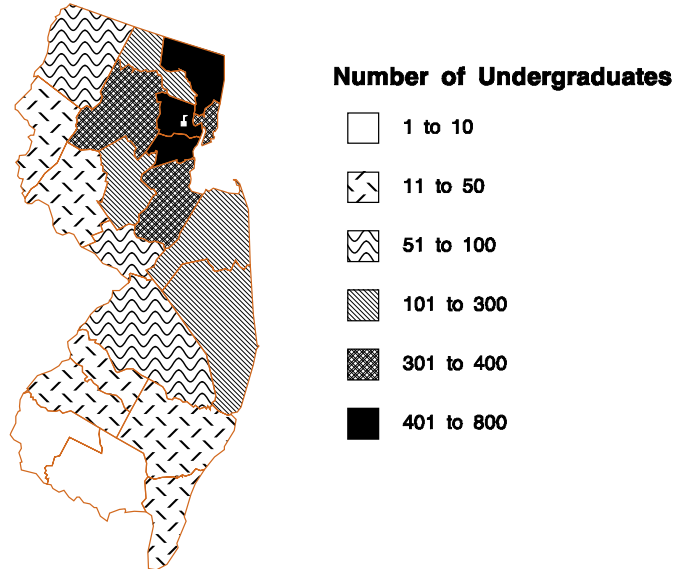 Number of Undergraduates
1 to 10
11 to 50
51 to 100
101 to 300
301 to 400
401 to 800